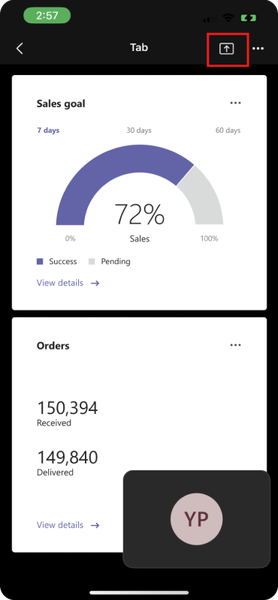 2:57
Tab
Sales goal
7 days 30 days 60 days
72%
0% Sales 100%
Success Pending
View details
Orders
150,394
Received
149,840
Delivered
View details
YP